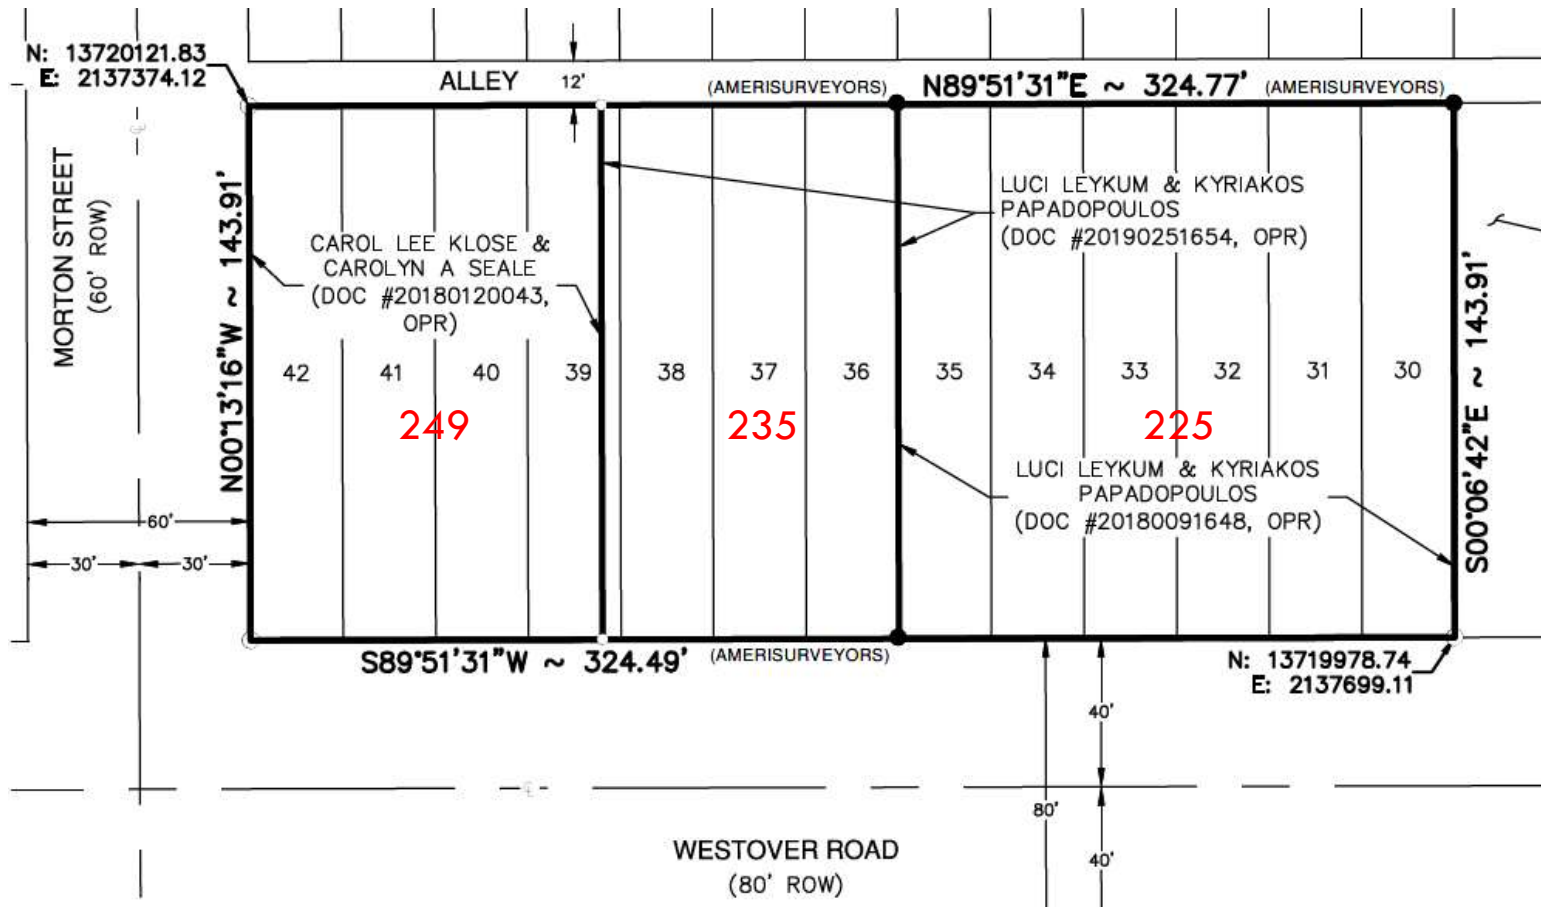 N: 13720121.83
E: 2137374.12
ALLEY
12'
(AMERISURVEYORS)
N89°51'31"E ~ 324.77'
(AMERISURVEYORS)
MORTON STREET
(60' ROW)
N00°13'16"W ~ 143.91'
CAROL LEE KLOSE &
CAROLYN A SEALE
(DOC #20180120043,
OPR)
LUCI LEYKUM & KYRIAKOS
PAPADOPOULOS
(DOC #20190251654, OPR)
S00°06'42"E ~ 143.91'
42 41 40 39 38 37 36 35 34 33 32 31 30
249 235 225
LUCI LEYKUM & KYRIAKOS
PAPADOPOULOS
(DOC #20180091648, OPR)
60'
30' 30'
S89°51'31"W ~ 324.49'
(AMERISURVEYORS)
N: 13719978.74
E: 2137699.11
40'
80'
40'
WESTOVER ROAD
(80' ROW)